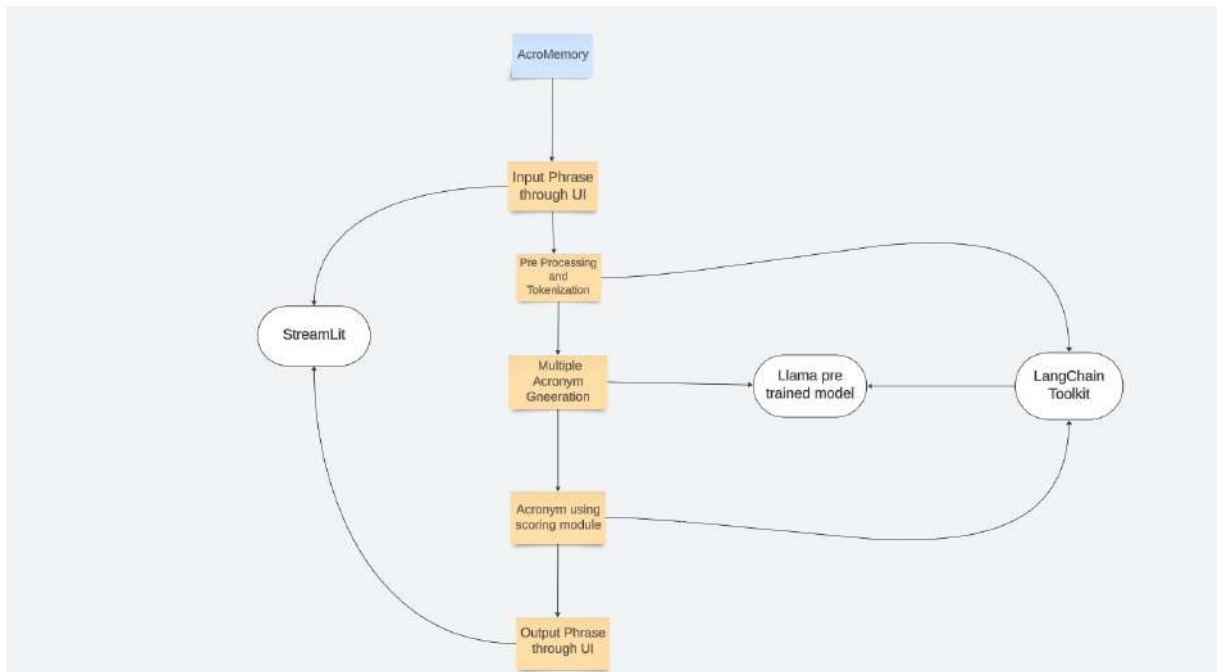 AcroMemory
Input Phrase
through UI
Pre Processing
and
Tokenization
StreamLit
Multiple
Acronym
Gneeration
Llama pre
trained model
LangChain
Toolkit
Acronym using
scoring module
Output Phrase
through UI